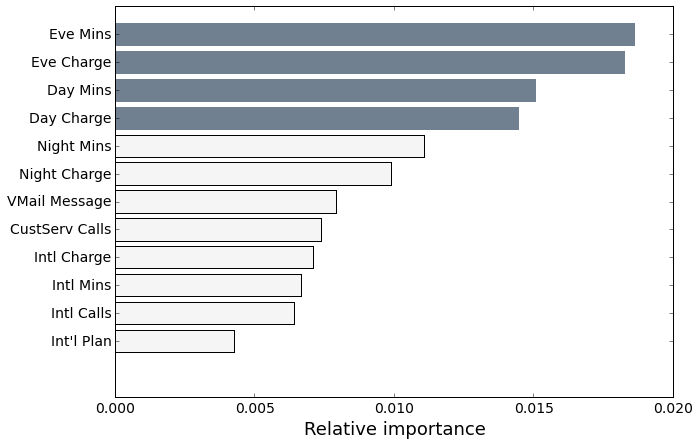 Eve Mins
Eve Charge
Day Mins
Day Charge
Night Mins
Night Charge
VMail Message
CustServ Calls
Intl Charge
Intl Mins
Intl Calls
Int'l Plan
0.000 0.005 0.010 0.015 0.020
Relative importance